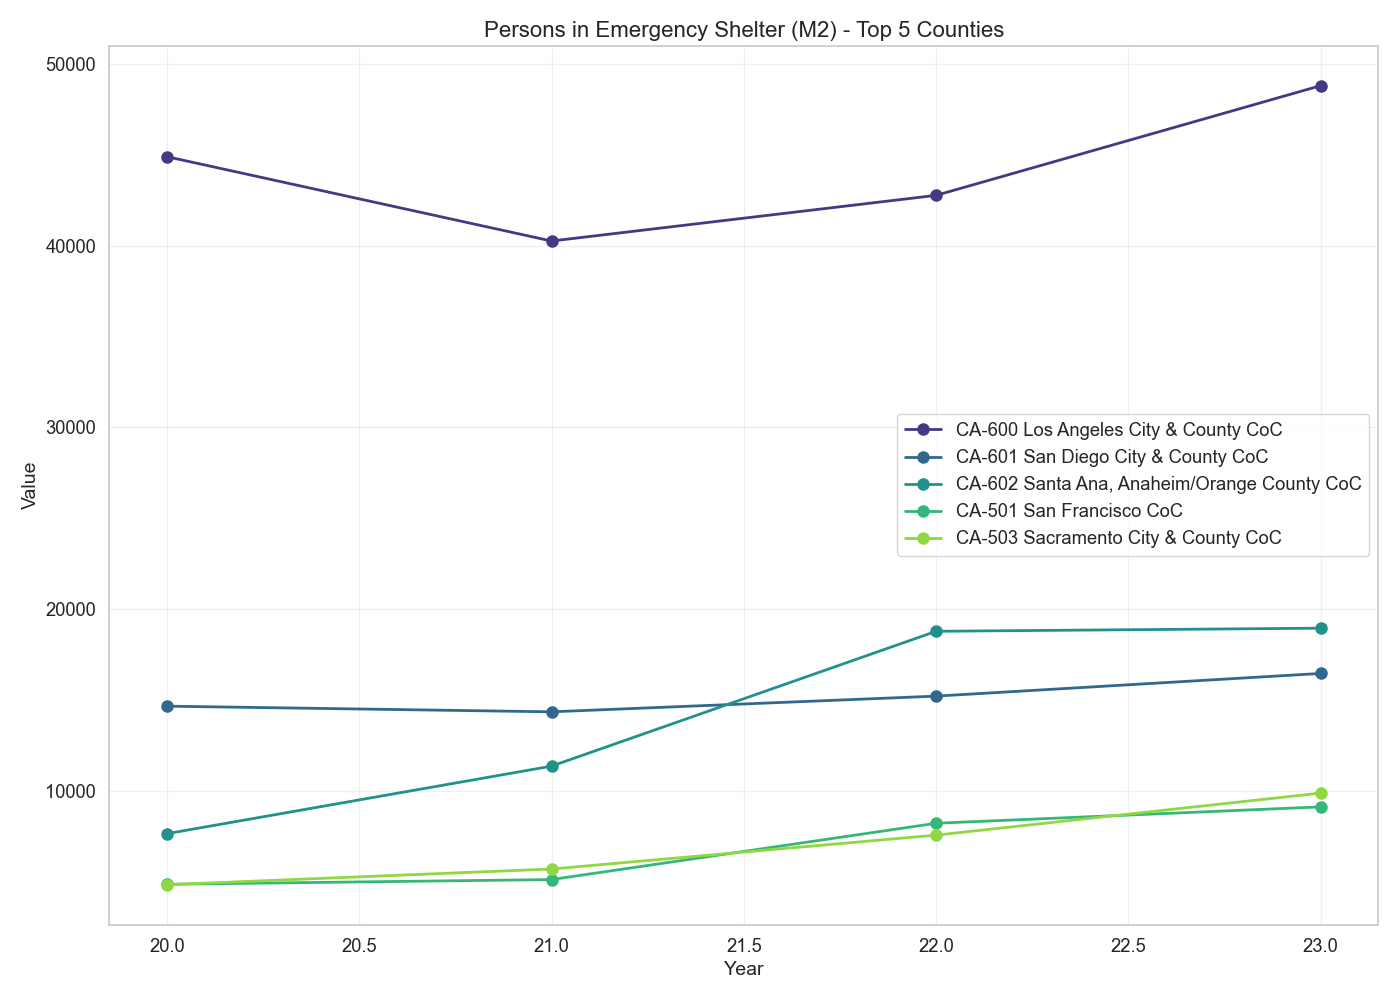 Persons in Emergency Shelter (M2) - Top 5 Counties
50000
40000
30000
20000
10000
Value
CA-600 Los Angeles City & County CoC
CA-601 San Diego City & County CoC
CA-602 Santa Ana, Anaheim/Orange County CoC
CA-501 San Francisco CoC
CA-503 Sacramento City & County CoC
20.0 20.5 21.0 21.5 22.0 22.5 23.0
Year